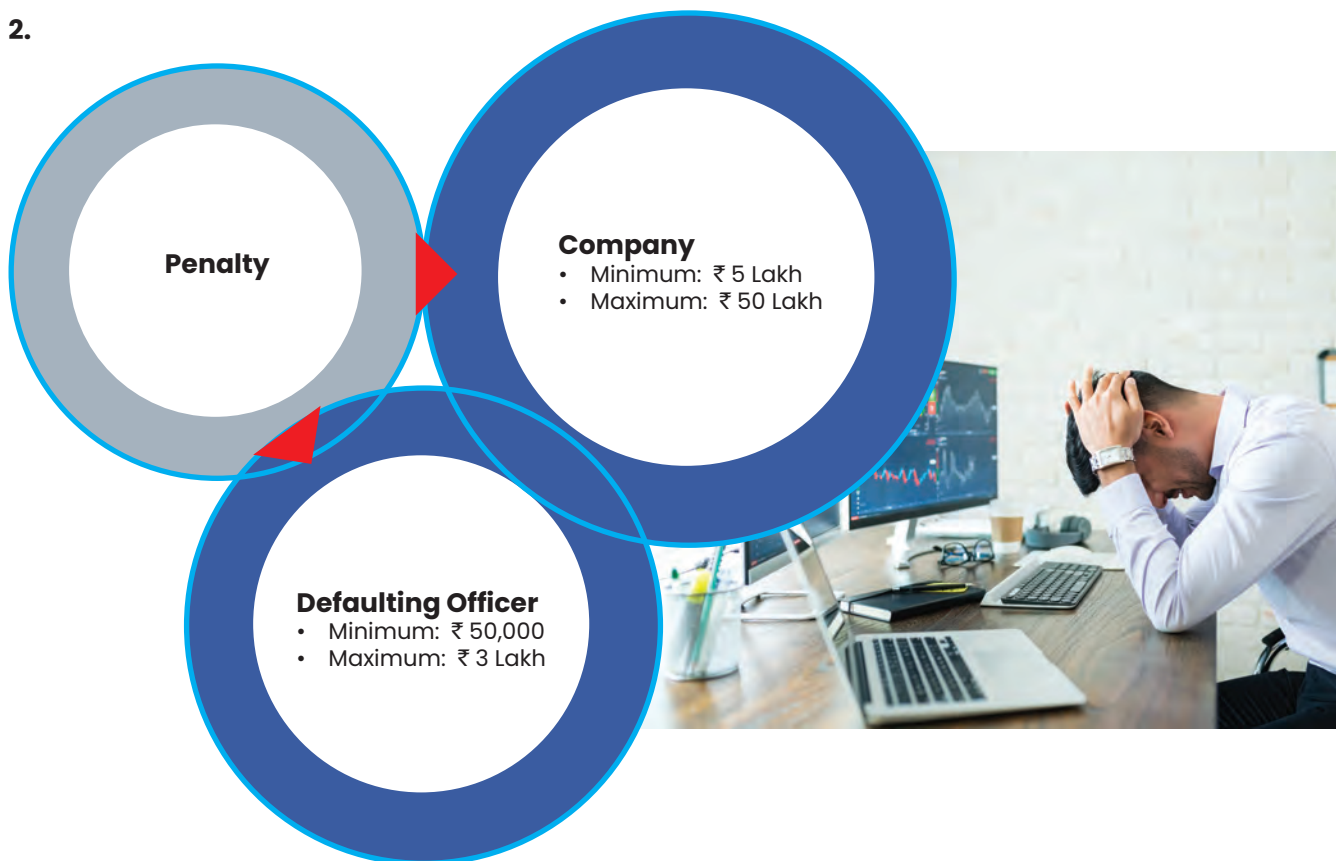 2.
Penalty
Company
• Minimum: ₹ 5 Lakh
• Maximum: ₹ 50 Lakh
Defaulting Officer
• Minimum: ₹ 50,000
• Maximum: ₹ 3 Lakh